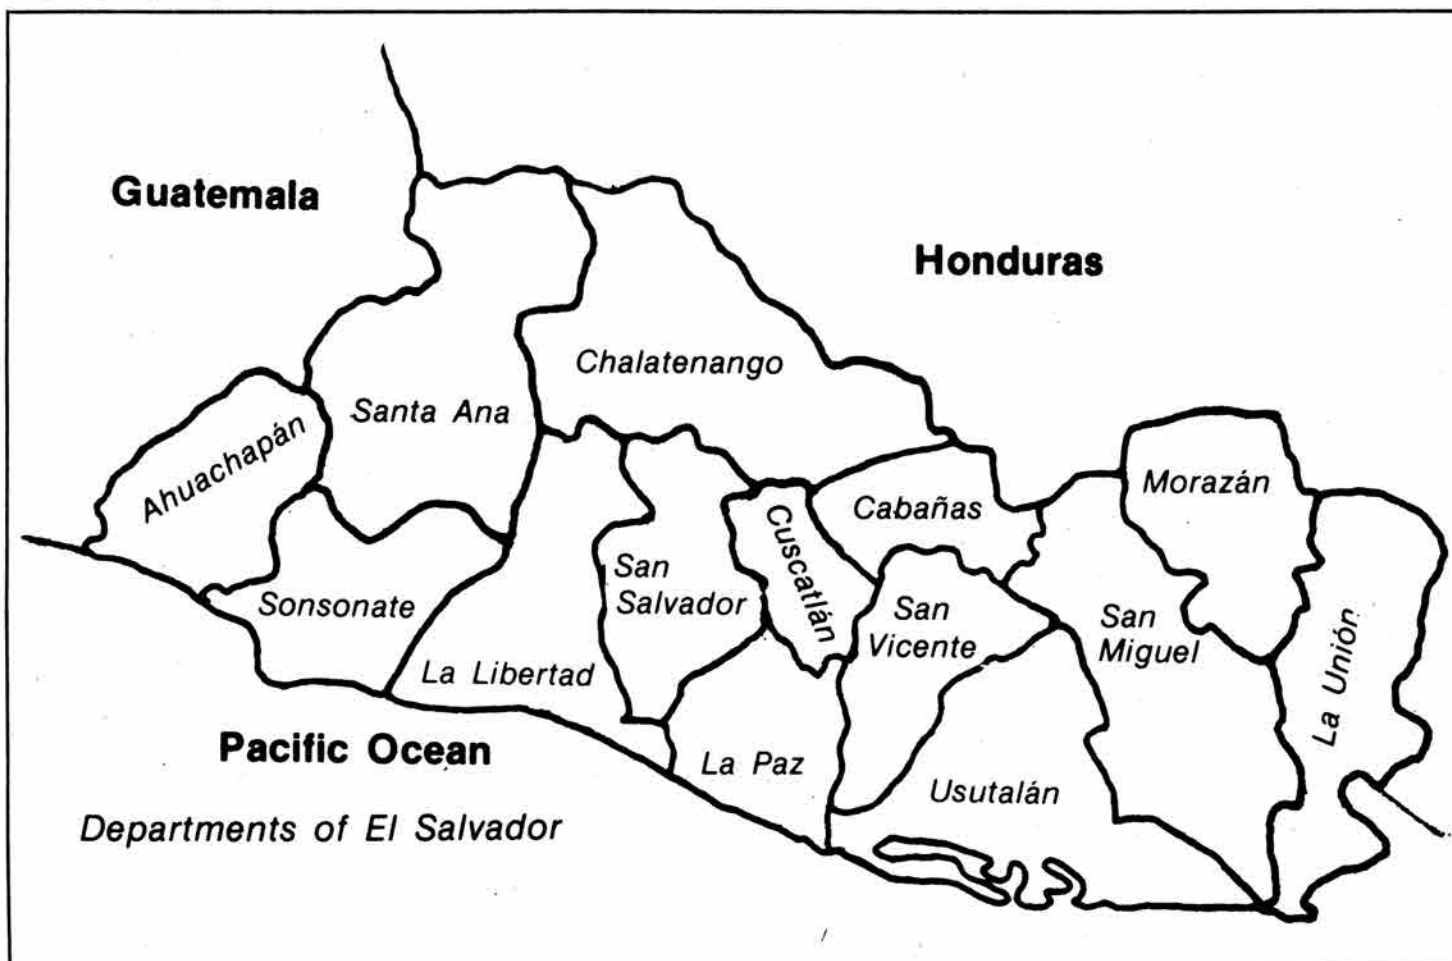 Guatemala
Honduras
Chalatenango
Santa Ana
Ahuachapán
Morazán
Cabañas
Cuscatlán
San
Salvador
Sonsonate
San
Vicente
San
Miguel
La Unión
La Libertad
La Paz
Usutalán
Pacific Ocean
Departments of El Salvador